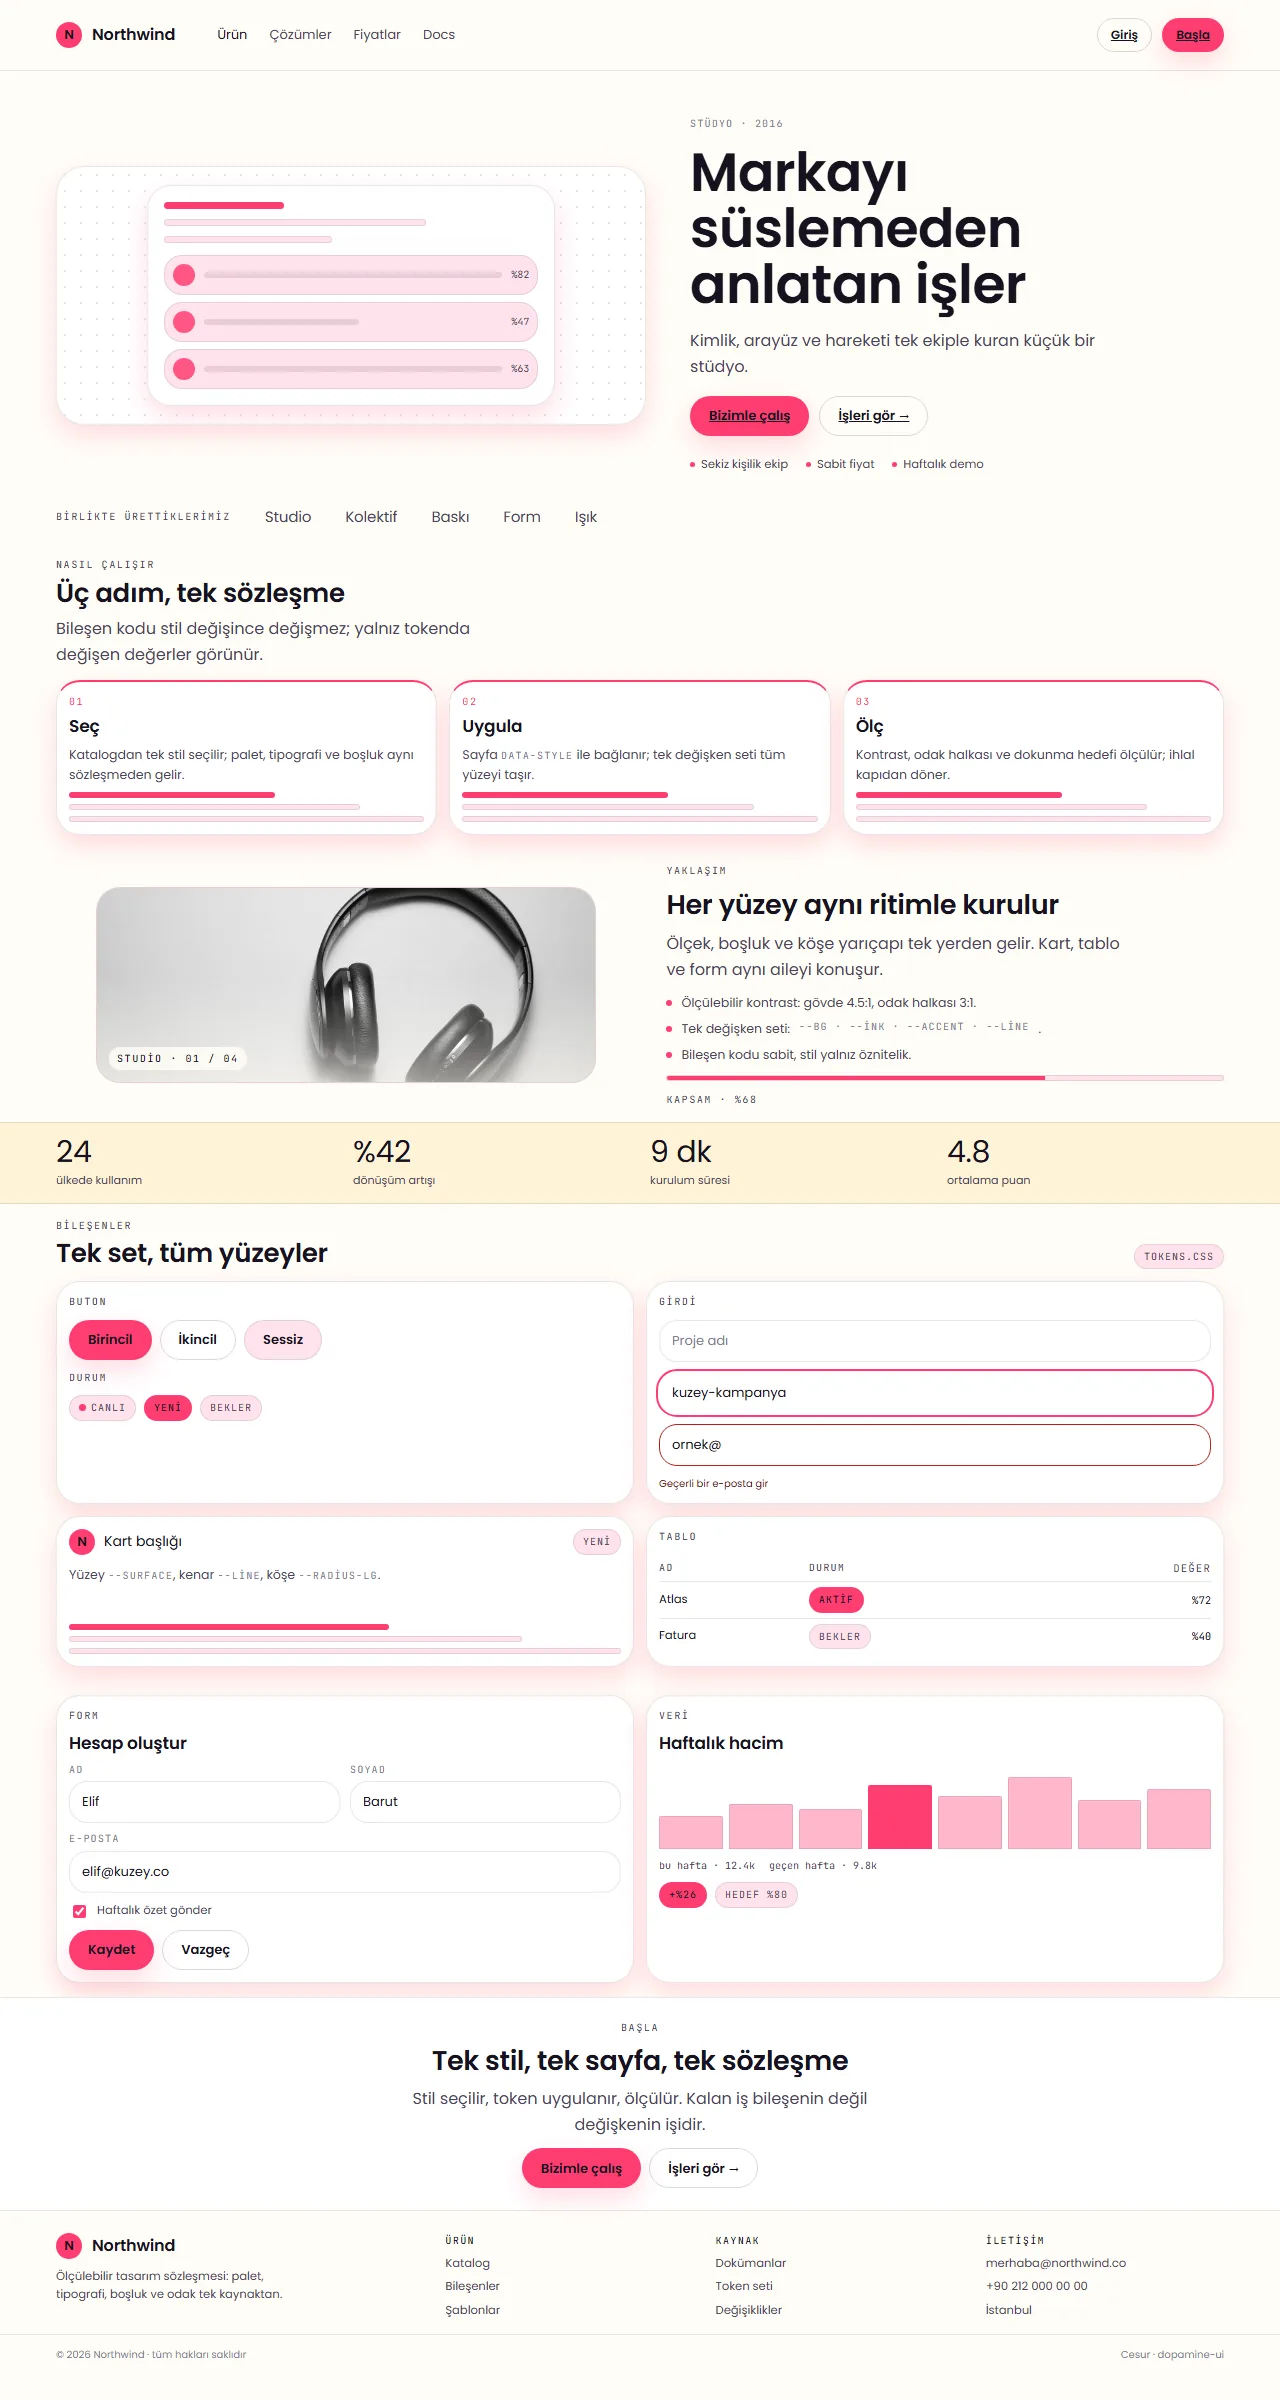 N Northwind Ürün Çözümler Fiyatlar Docs Giriş Başla
STÜDYO · 2016
Markayı
süslemeden
anlatan işler
Kimlik, arayüz ve hareketi tek ekiple kuran küçük bir
stüdyo.
Bizimle çalış İşleri gör →
Sekiz kişilik ekip Sabit fiyat Haftalık demo
%82
%47
%63
BİRLİKTE ÜRETTİKLERİMİZ Studio Kolektif Baskı Form Işık
NASIL ÇALIŞIR
Üç adım, tek sözleşme
Bileşen kodu stil değişince değişmez; yalnız tokenda
değişen değerler görünür.
01
Seç
Katalogdan tek stil seçilir; palet, tipografi ve boşluk aynı
sözleşmeden gelir.
02
Uygula
Sayfa DATA-STYLE ile bağlanır; tek değişken seti tüm
yüzeyi taşır.
03
Ölç
Kontrast, odak halkası ve dokunma hedefi ölçülür; ihlal
kapıdan döner.
STUDİO · 01 / 04
YAKLAŞIM
Her yüzey aynı ritimle kurulur
Ölçek, boşluk ve köşe yarıçapı tek yerden gelir. Kart, tablo
ve form aynı aileyi konuşur.
Ölçülebilir kontrast: gövde 4.5:1, odak halkası 3:1.
Tek değişken seti: --BG · --İNK · --ACCENT · --LİNE .
Bileşen kodu sabit, stil yalnız öznitelik.
KAPSAM · %68
24 %42 9 dk 4.8
ülkede kullanım dönüşüm artışı kurulum süresi ortalama puan
BİLEŞENLER
Tek set, tüm yüzeyler
TOKENS.CSS
BUTON
Birincil İkincil Sessiz
DURUM
CANLI YENİ BEKLER
GİRDİ
Proje adı
kuzey-kampanya
ornek@
Geçerli bir e-posta gir
N Kart başlığı YENİ
Yüzey --SURFACE, kenar --LİNE, köşe --RADİUS-LG.
TABLO
AD DURUM DEĞER
Atlas AKTİF %72
Fatura BEKLER %40
FORM
Hesap oluştur
AD SOYAD
Elif Barut
E-POSTA
elif@kuzey.co
Haftalık özet gönder
Kaydet Vazgeç
VERİ
Haftalık hacim
bu hafta · 12.4k geçen hafta · 9.8k
+%26 HEDEF %80
BAŞLA
Tek stil, tek sayfa, tek sözleşme
Stil seçilir, token uygulanır, ölçülür. Kalan iş bileşenin değil
değişkenin işidir.
Bizimle çalış İşleri gör →
N Northwind
Ölçülebilir tasarım sözleşmesi: palet,
tipografi, boşluk ve odak tek kaynaktan.
ÜRÜN
Katalog
Bileşenler
Şablonlar
KAYNAK
Dokümanlar
Token seti
Değişiklikler
İLETİŞİM
merhaba@northwind.co
+90 212 000 00 00
İstanbul
© 2026 Northwind · tüm hakları saklıdır Cesur · dopamine-ui